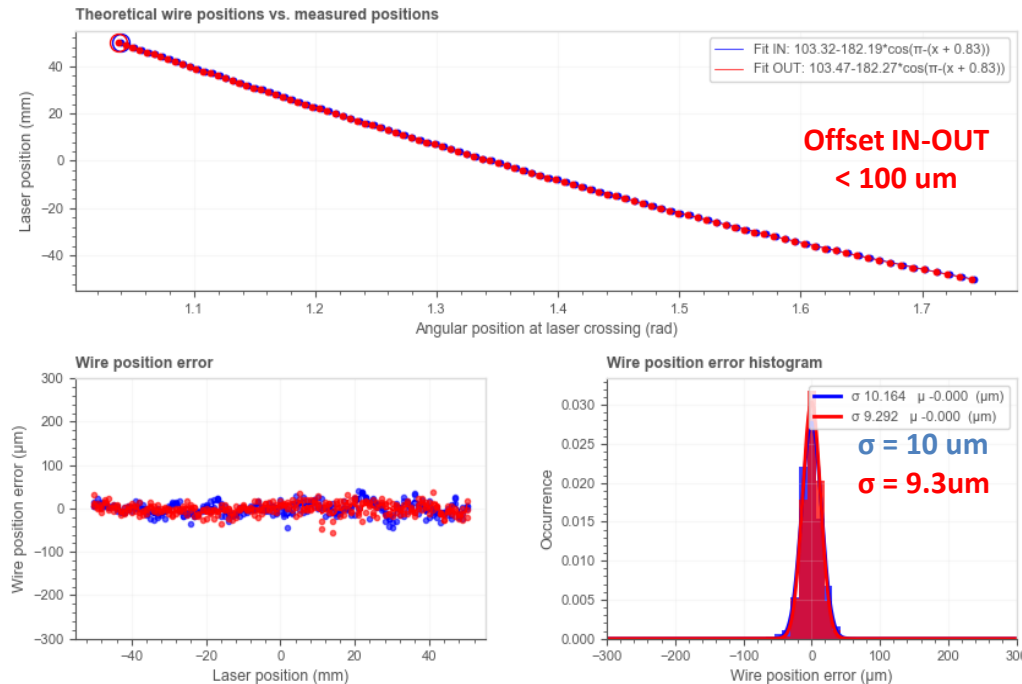 Theoretical wire positions vs. measured positions
Laser position (mm)
40
20
0
−20
−40
Fit IN: 103.32-182.19*cos(π-(x + 0.83))
Fit OUT: 103.47-182.27*cos(π-(x + 0.83))
Offset IN-OUT
< 100 um
1.1 1.2 1.3 1.4 1.5 1.6 1.7
Angular position at laser crossing (rad)
Wire position error
Wire position error (µm)
300
200
100
0
−100
−200
−300
−40 −20 0 20 40
Laser position (mm)
Wire position error histogram
Occurrence
0.030
0.025
0.020
0.015
0.010
0.005
0.000
σ 10.164 µ -0.000 (µm)
σ 9.292 µ -0.000 (µm)
σ = 10 um
σ = 9.3um
−300 −200 −100 0 100 200 300
Wire position error (µm)